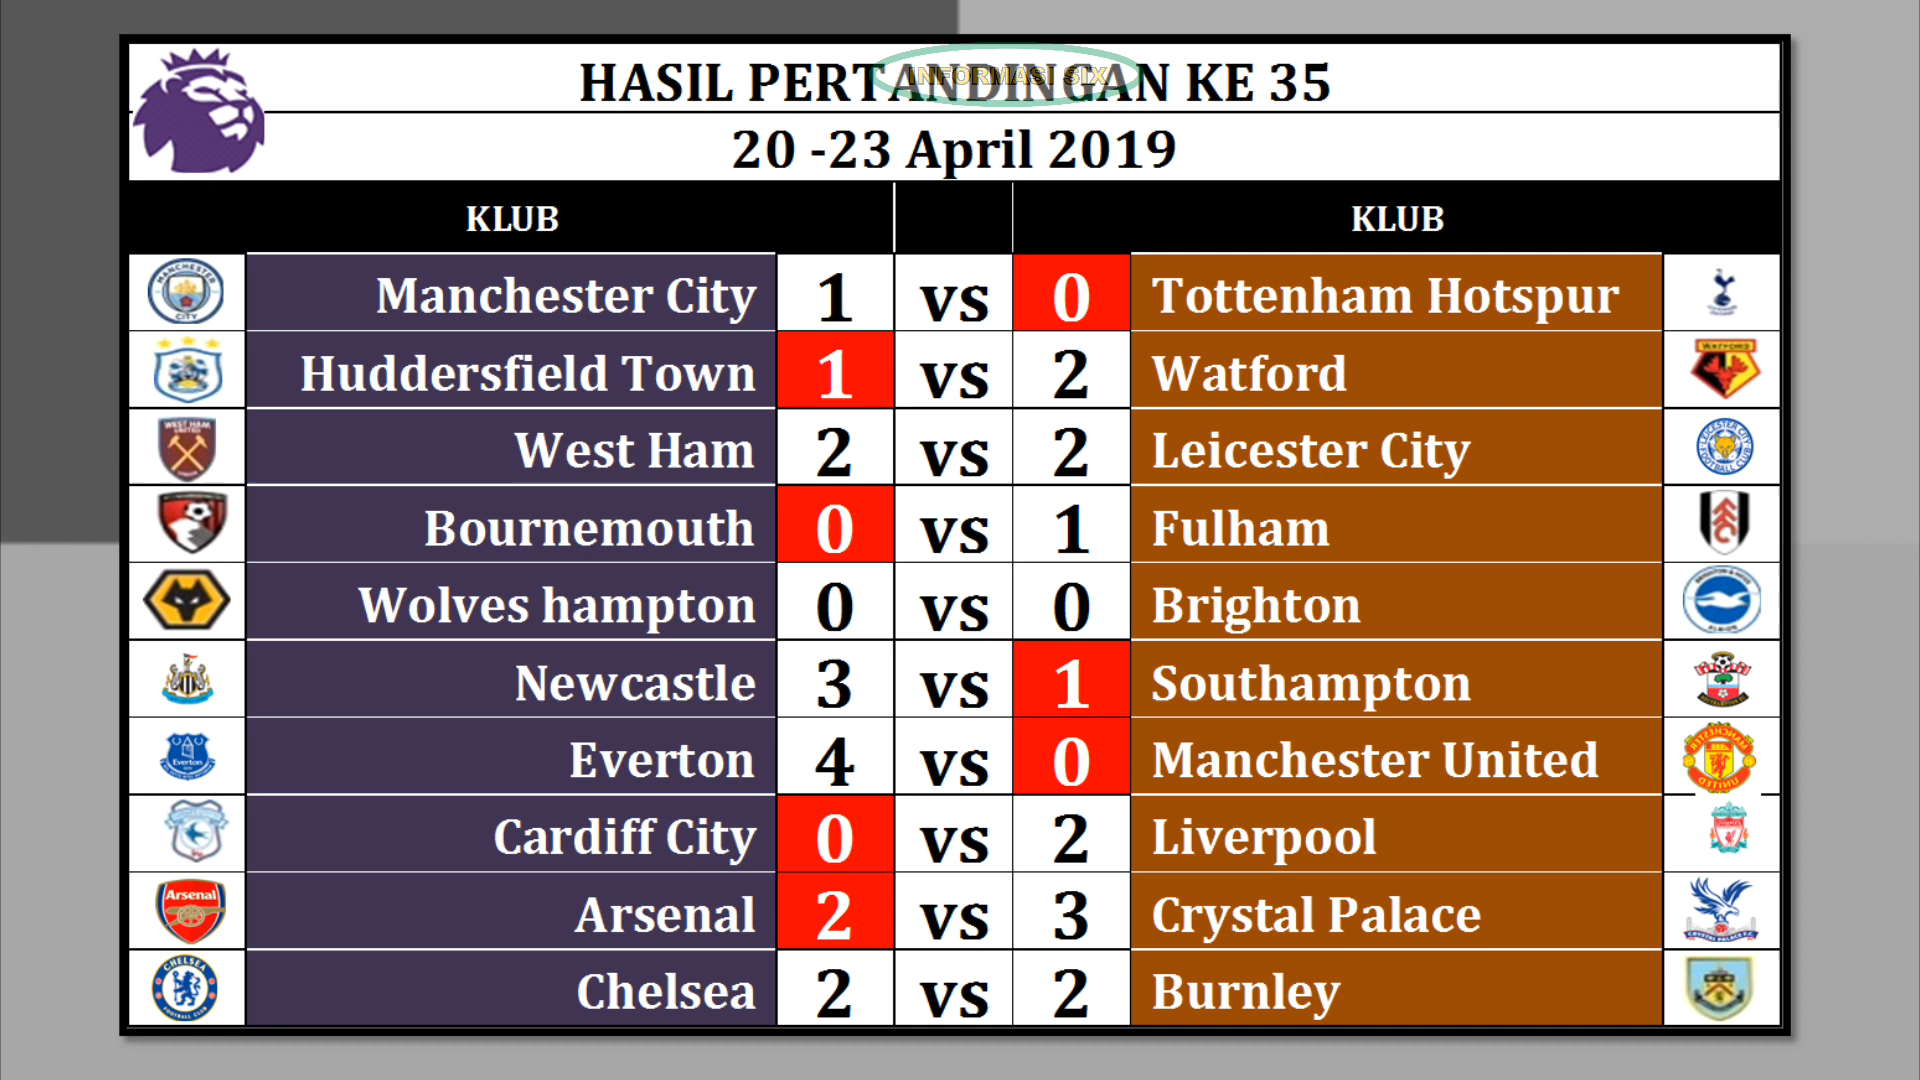 HASIL PERTANDINGAN KE 35
INFORMASI SIX
20 -23 April 2019
KLUB KLUB
Manchester City 1 vs 0 Tottenham Hotspur
Huddersfield Town 1 vs 2 Watford
West Ham 2 vs 2 Leicester City
Bournemouth 0 vs 1 Fulham
Wolves hampton 0 vs 0 Brighton
Newcastle 3 vs 1 Southampton
Everton 4 vs 0 Manchester United
Cardiff City 0 vs 2 Liverpool
Arsenal 2 vs 3 Crystal Palace
Chelsea 2 vs 2 Burnley